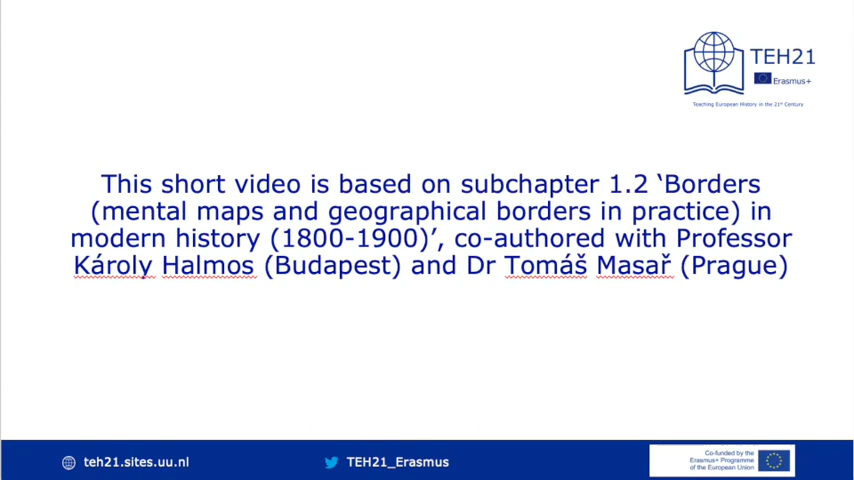 TEH21
Erasmus+
Teaching European History in the 21st Century
This short video is based on subchapter 1.2 ‘Borders
(mental maps and geographical borders in practice) in
modern history (1800-1900)’, co-authored with Professor
Károly Halmos (Budapest) and Dr Tomáš Masař (Prague)
teh21.sites.uu.nl
TEH21_Erasmus
Co-funded by the
Erasmus+ Programme
of the European Union